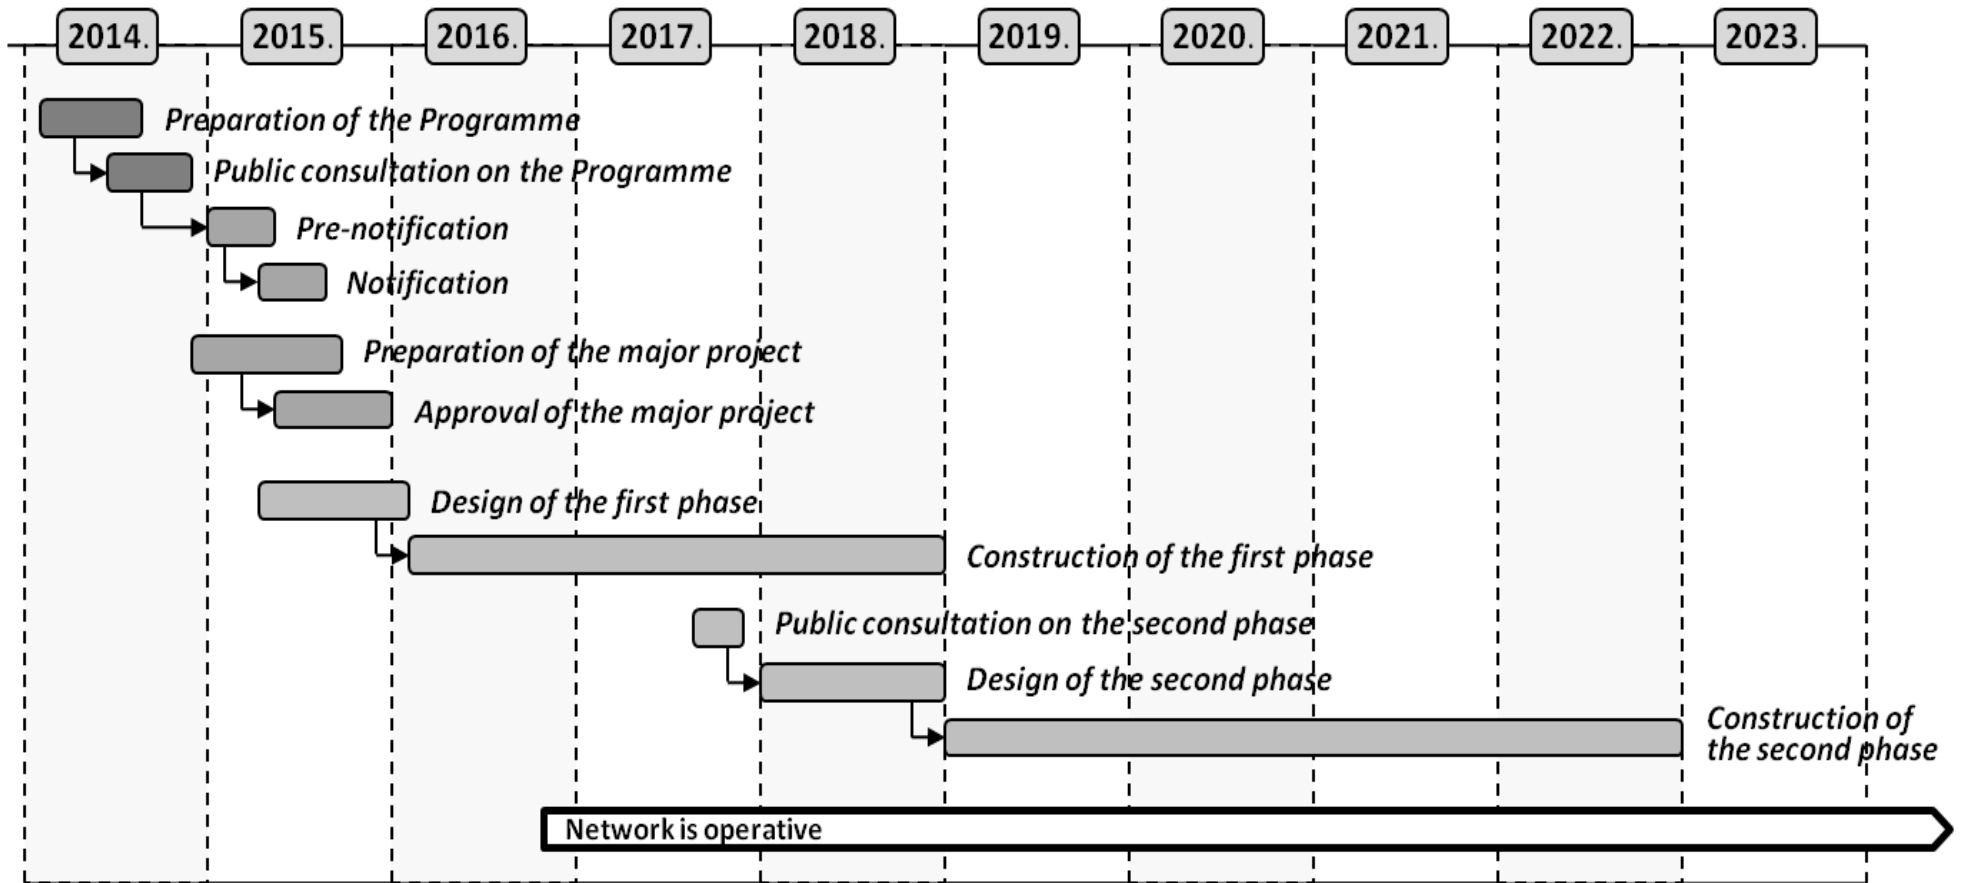 2014. 2015. 2016. 2017. 2018. 2019. 2020. 2021. 2022. 2023.
Preparation of the Programme
Public consultation on the Programme
Pre-notification
Notification
Preparation of the major project
Approval of the major project
Design of the first phase
Construction of the first phase
Public consultation on the second phase
Design of the second phase
Construction of
the second phase
Network is operative